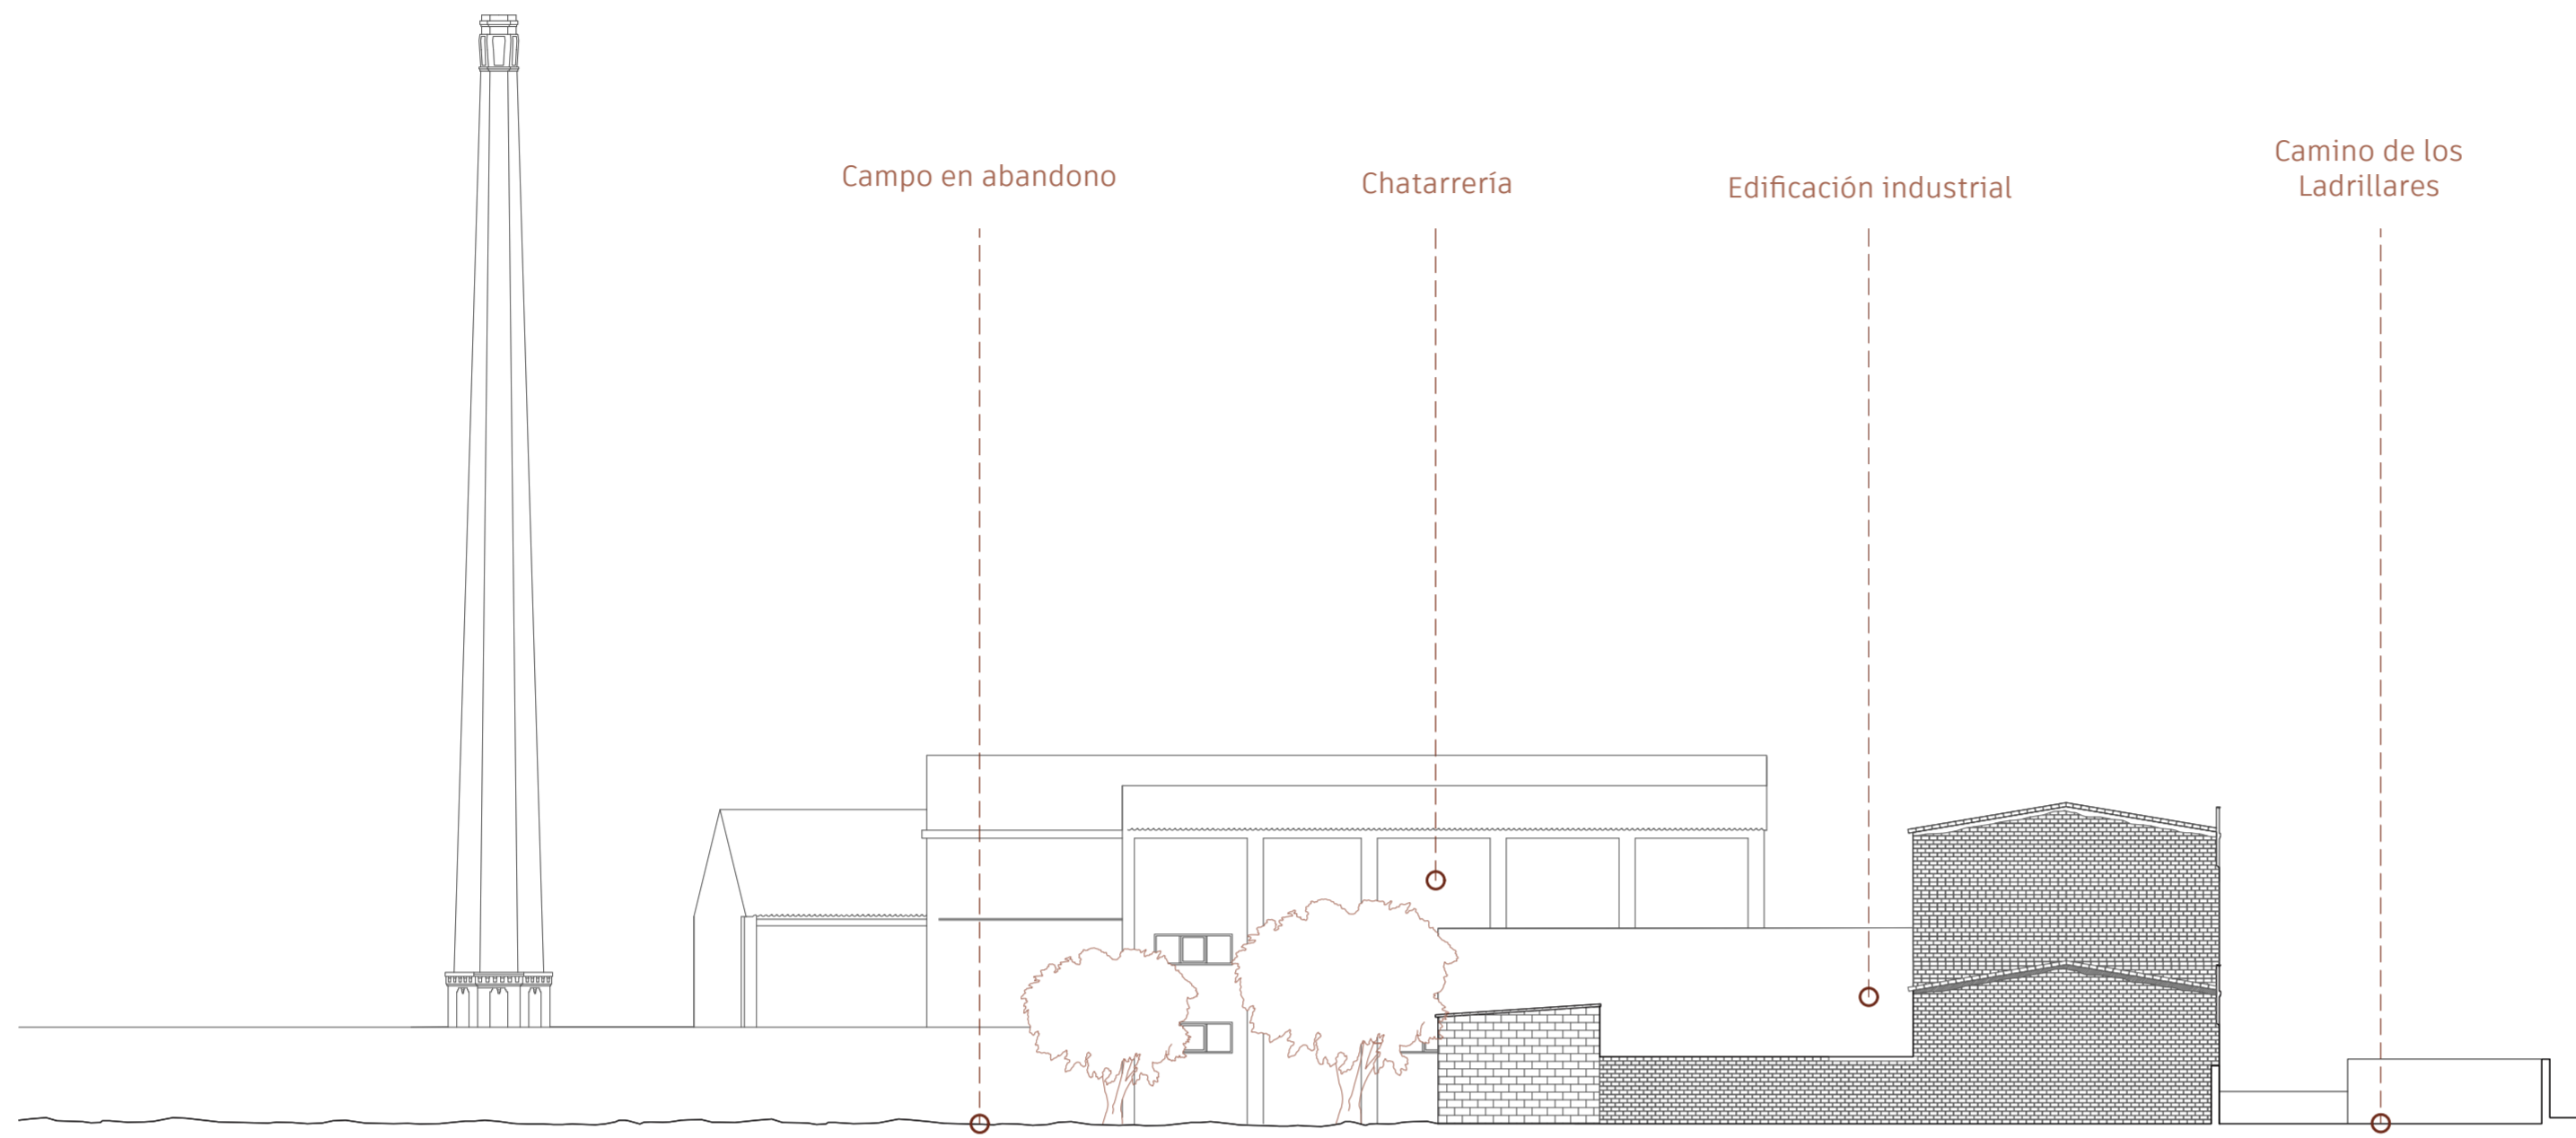 Campo en abandono
Chatarrería
Edificación industrial
Camino de los
Ladrillares